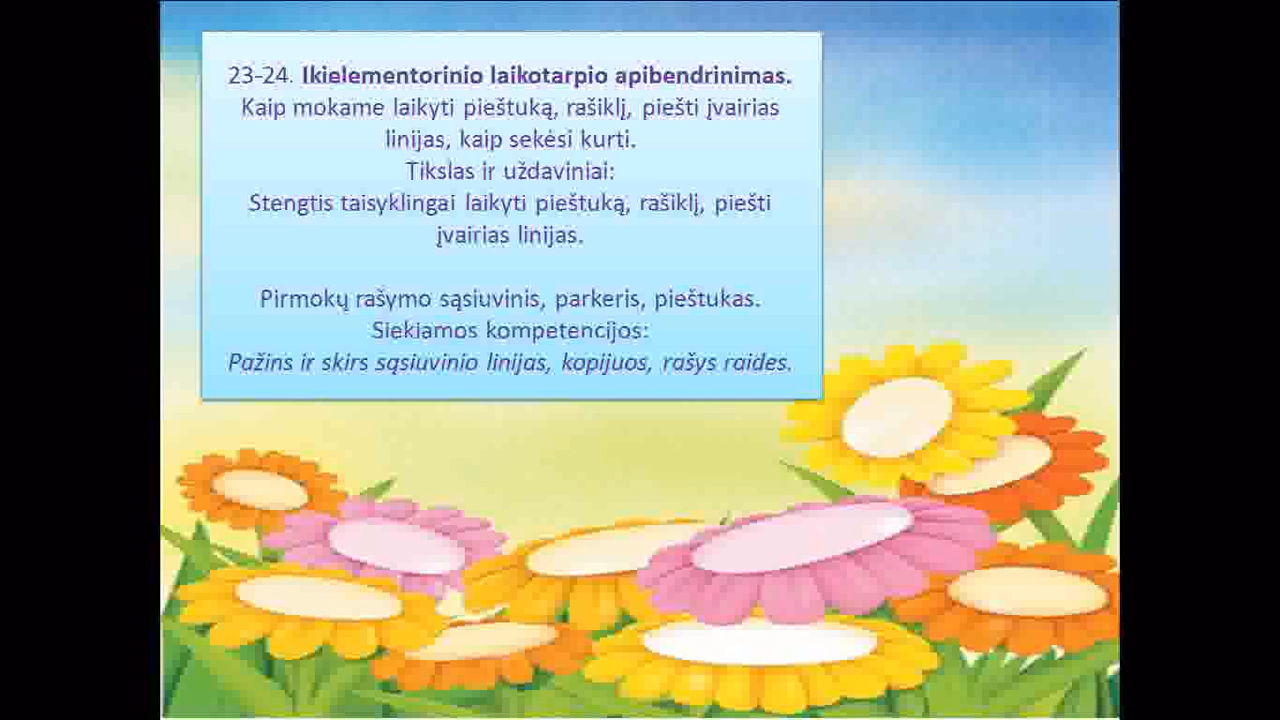 23-24. Ikielementorinio laikotarpio apibendrinimas.
Kaip mokame laikyti pieštuką, rašiklį, piešti įvairias
linijas, kaip sekėsi kurti.
Tikslas ir uždaviniai:
Stengtis taisyklingai laikyti pieštuką, rašiklį, piešti
įvairias linijas.
Pirmokų rašymo sąsiuvinis, parkeris, pieštukas.
Siekiamos kompetencijos:
Pažins ir skirs sąsiuvinio linijas, kopijuos, rašys raides.